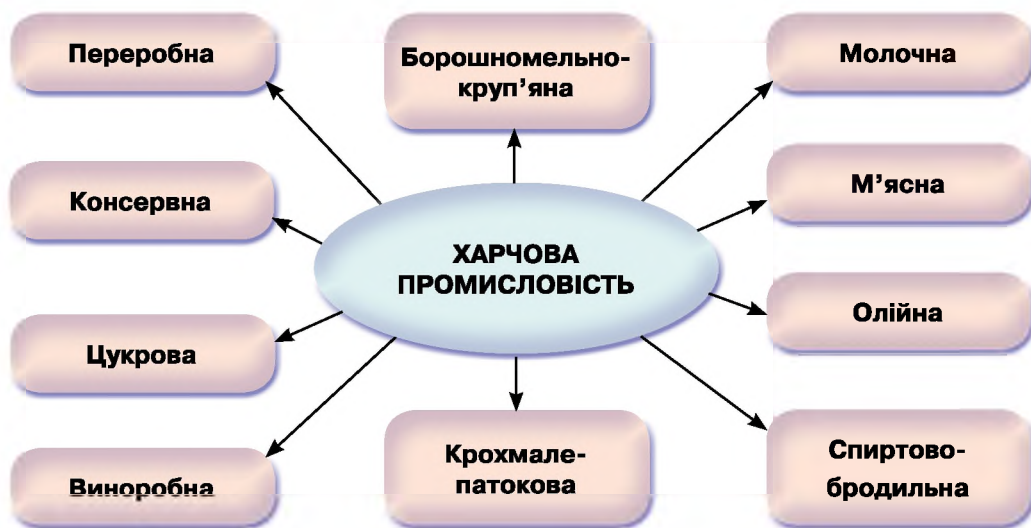 Переробна
Борошномельно-
круп’яна
Молочна
Консервна
М’ясна
ХАРЧОВА
ПРОМИСЛОВІСТЬ
Цукрова
Олійна
Виноробна
Крохмале-
патокова
Спиртово-
бродильна